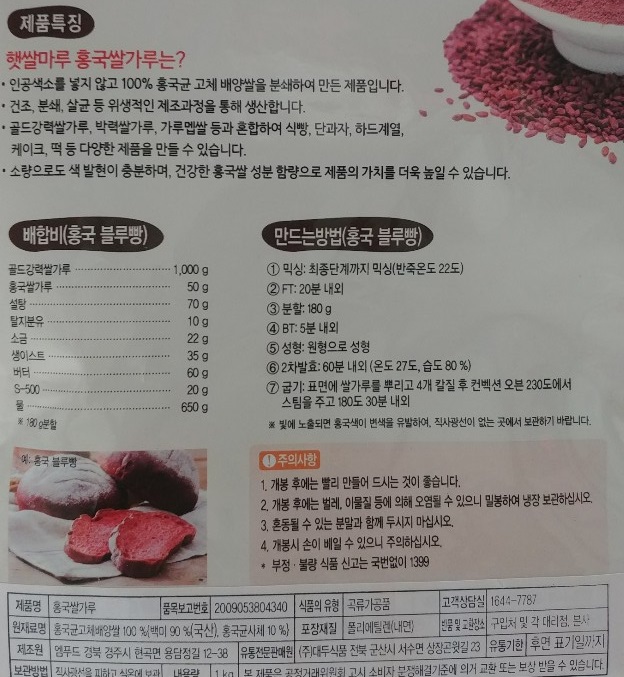 제품특징
햇쌀마루 홍국쌀가루는?
• 인공색소를 넣지 않고 100% 홍국균 고체 배양쌀을 분쇄하여 만든 제품입니다.
• 건조, 분쇄, 살균 등 위생적인 제조과정을 통해 생산합니다.
• 골드강력쌀가루, 박력쌀가루, 가루멥쌀 등과 혼합하여 식빵, 단과자, 하드계열,
케이크, 떡 등 다양한 제품을 만들 수 있습니다.
• 소량으로도 색 발현이 충분하며, 건강한 홍국쌀 성분 함량으로 제품의 가치를 더욱 높일 수 있습니다.
배합비(홍국 블루빵)
골드강력쌀가루 1,000 g
홍국쌀가루 50 g
설탕 70 g
탈지분유 10 g
소금 22 g
생이스트 35 g
버터 60 g
S-500 20 g
물 650 g
※ 180 g분할
만드는방법(홍국 블루빵)
① 믹싱: 최종단계까지 믹싱(반죽온도 22도)
② FT: 20분 내외
③ 분할: 180 g
④ BT: 5분 내외
⑤ 성형: 원형으로 성형
⑥ 2차발효: 60분 내외 (온도 27도, 습도 80 %)
⑦ 굽기: 표면에 쌀가루를 뿌리고 4개 칼질 후 컨벡션 오븐 230도에서
스팀을 주고 180도 30분 내외
※ 빛에 노출되면 홍국색이 변색을 유발하여, 직사광선이 없는 곳에서 보관하기 바랍니다.
예: 홍국 블루빵
! 주의사항
1. 개봉 후에는 빨리 만들어 드시는 것이 좋습니다.
2. 개봉 후에는 벌레, 이물질 등에 의해 오염될 수 있으니 밀봉하여 냉장 보관하십시오.
3. 혼동될 수 있는 분말과 함께 두시지 마십시오.
4. 개봉시 손이 베일 수 있으니 주의하십시오.
* 부정·불량 식품 신고는 국번없이 1399
제품명 홍국쌀가루 품목보고번호 2009053804340 식품의 유형 곡류가공품 고객상담실 1644-7787
원재료명 홍국균고체배양쌀 100 %{백미 90 %(국산), 홍국균사체 10 %} 포장재질 폴리에틸렌(내면) 반품 및 교환장소 구입처 및 각 대리점, 본사
제조원 엠푸드 경북 경주시 현곡면 용담정길 12-38 유통전문판매원 (주)대두식품 전북 군산시 서수면 상장곤윗길 23 유통기한 후면 표기일까지
보관방법 직사광선을 피하고 실온에 보관 내용량 1 kg 본 제품은 공정거래위원회 고시 소비자 분쟁해결기준에 의거 교환 또는 보상 받을 수 있습니다.